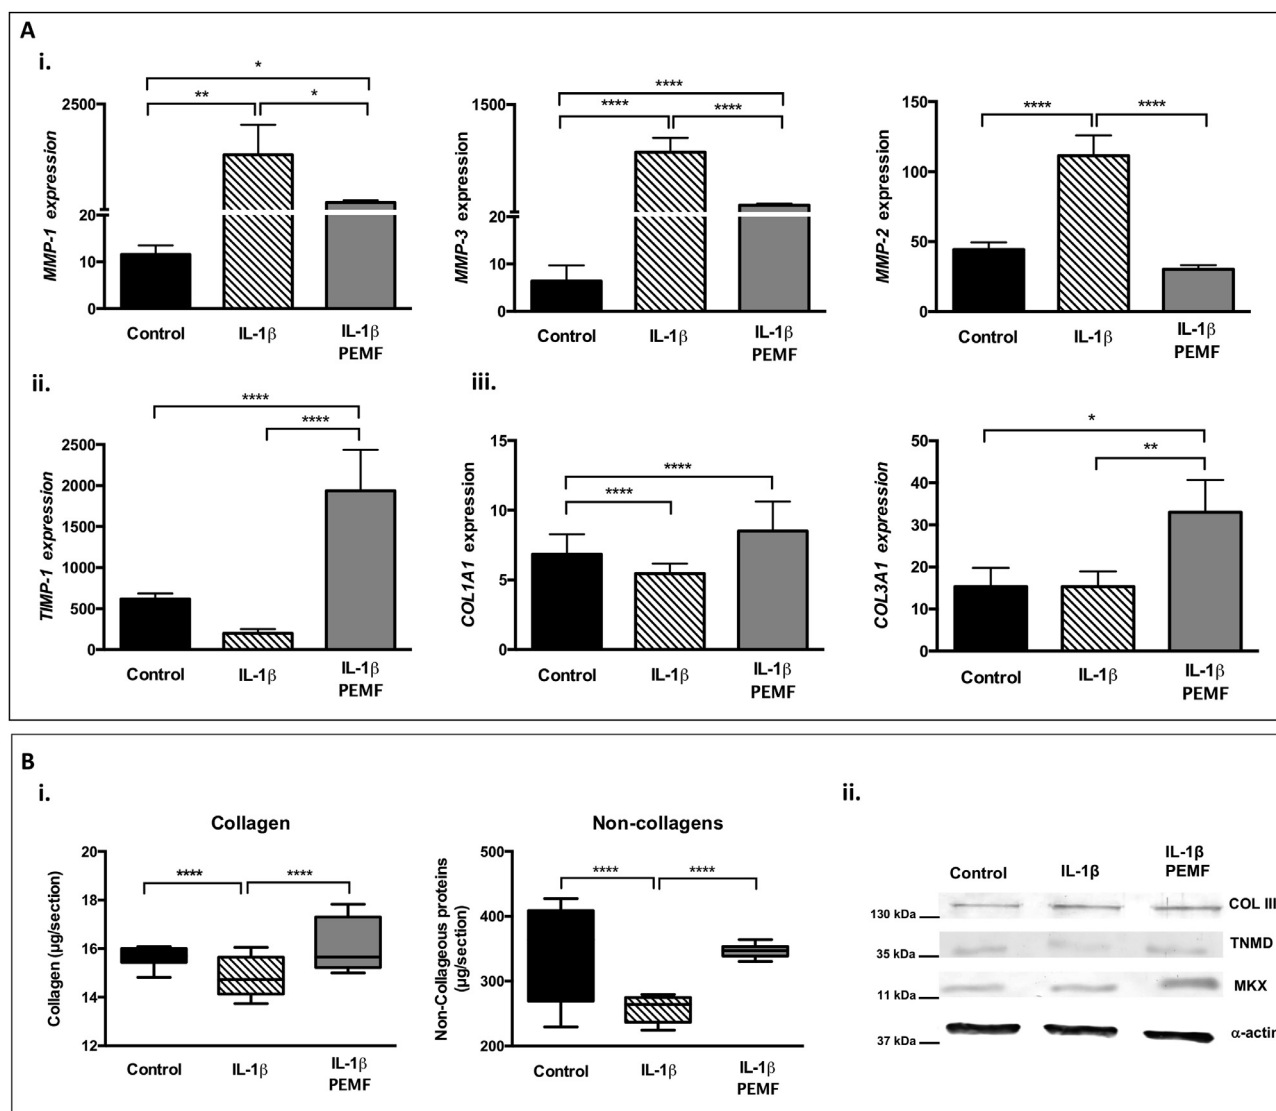 A
i.
MMP-1 expression
2500
20
10
0
*
**
*
Control
IL-1β
IL-1β
PEMF
MMP-3 expression
1500
20
10
0
****
****
****
Control
IL-1β
IL-1β
PEMF
MMP-2 expression
150
100
50
0
****
****
Control
IL-1β
IL-1β
PEMF
ii.
TIMP-1 expression
2500
2000
1500
1000
500
0
****
****
Control
IL-1β
IL-1β
PEMF
iii.
COL1A1 expression
15
10
5
0
****
****
Control
IL-1β
IL-1β
PEMF
COL3A1 expression
50
40
30
20
10
0
*
**
Control
IL-1β
IL-1β
PEMF
B
i.
Collagen
Collagen (µg/section)
20
18
16
14
12
****
****
Control
IL-1β
IL-1β
PEMF
Non-collagens
Non-Collageous proteins
(µg/section)
500
400
300
200
****
****
Control
IL-1β
IL-1β
PEMF
ii.
Control
IL-1β
IL-1β
PEMF
130 kDa
COL III
35 kDa
TNMD
11 kDa
MKX
37 kDa
α-actin